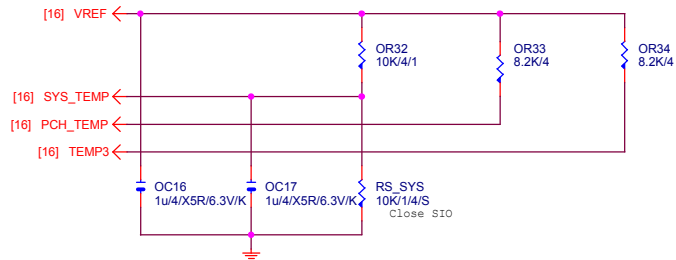 [16] VREF
OR32
10K/4/1
OR33
8.2K/4
OR34
8.2K/4
[16] SYS_TEMP
[16] PCH_TEMP
[16] TEMP3
OC16
1u/4/X5R/6.3V/K
OC17
1u/4/X5R/6.3V/K
RS_SYS
10K/1/4/S
Close SIO